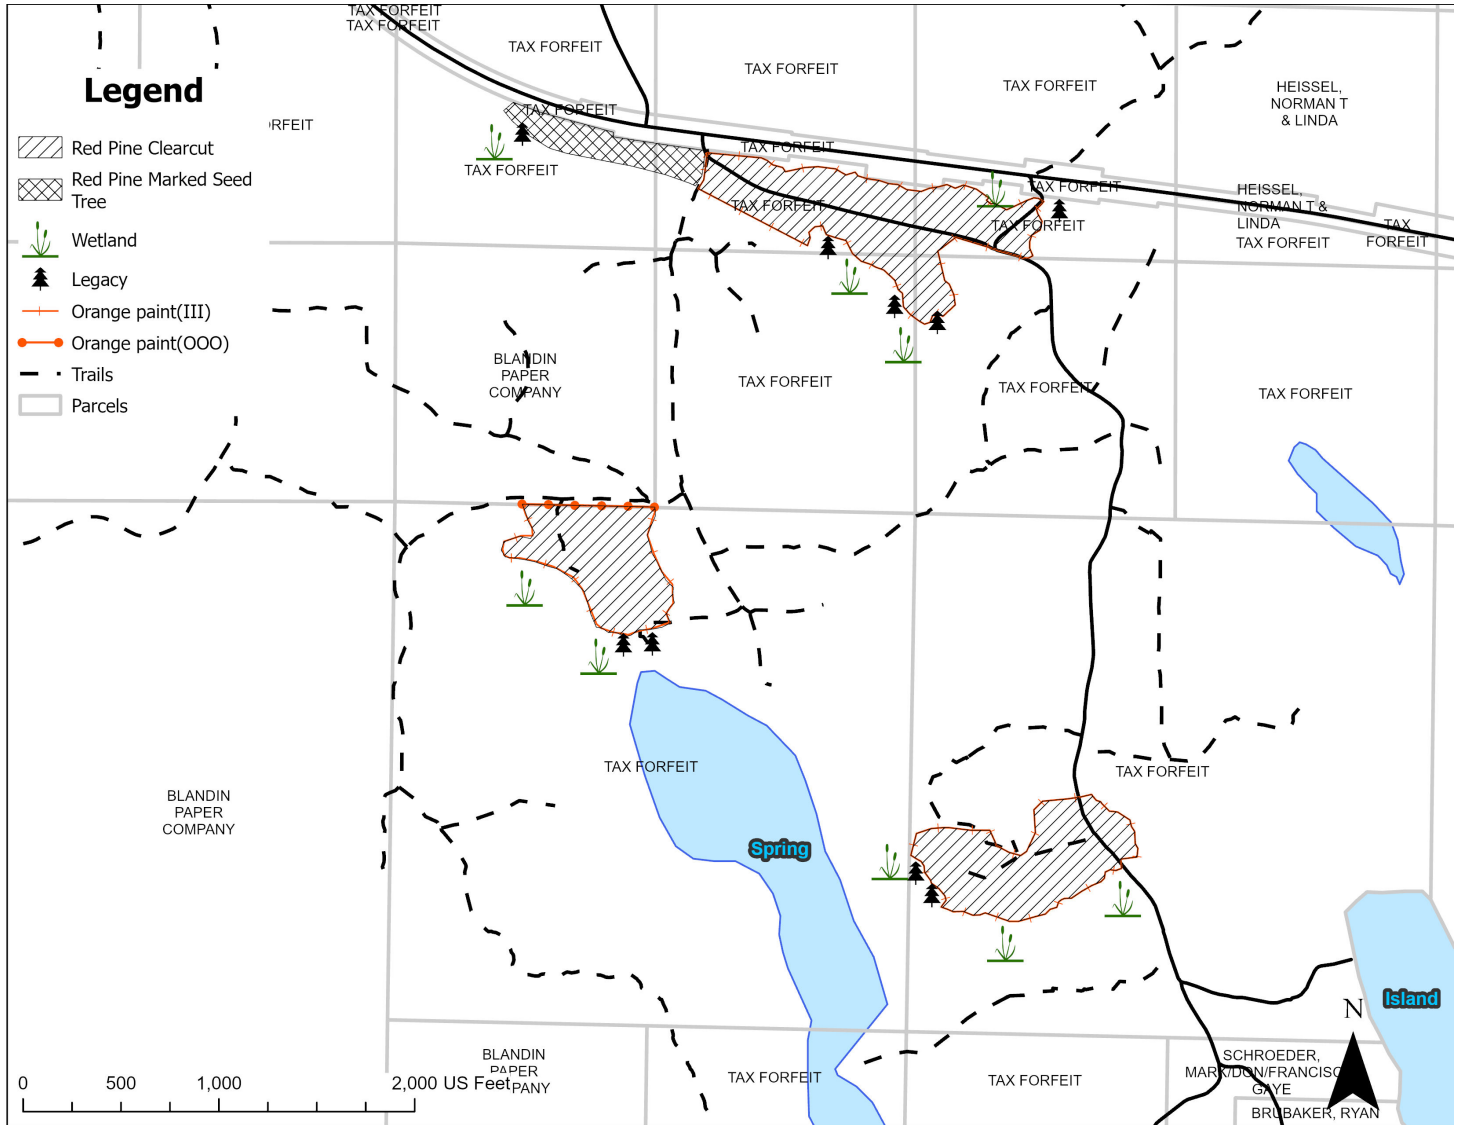 TAX FORFEIT
TAX FORFEIT
TAX FORFEIT
TAX FORFEIT
TAX FORFEIT
HEISSEL,
NORMAN T
& LINDA
Legend
Red Pine Clearcut
Red Pine Marked Seed
Tree
Wetland
Legacy
Orange paint(III)
Orange paint(OOO)
Trails
Parcels
RFEIT
TAX FORFEIT
TAX FORFEIT
TAX FORFEIT
TAX FORFEIT
TAX FORFEIT
TAX FORFEIT
HEISSEL,
NORMAN T &
LINDA
TAX FORFEIT
TAX
FORFEIT
BLANDIN
PAPER
COMPANY
TAX FORFEIT
TAX FORFEIT
TAX FORFEIT
TAX FORFEIT
TAX FORFEIT
BLANDIN
PAPER
COMPANY
Spring
Island
N
BLANDIN
PAPER
PANY
TAX FORFEIT
TAX FORFEIT
SCHROEDER,
MARK/DON/FRANCISC
GAYE
BRUBAKER, RYAN
0 500 1,000 2,000 US Feet